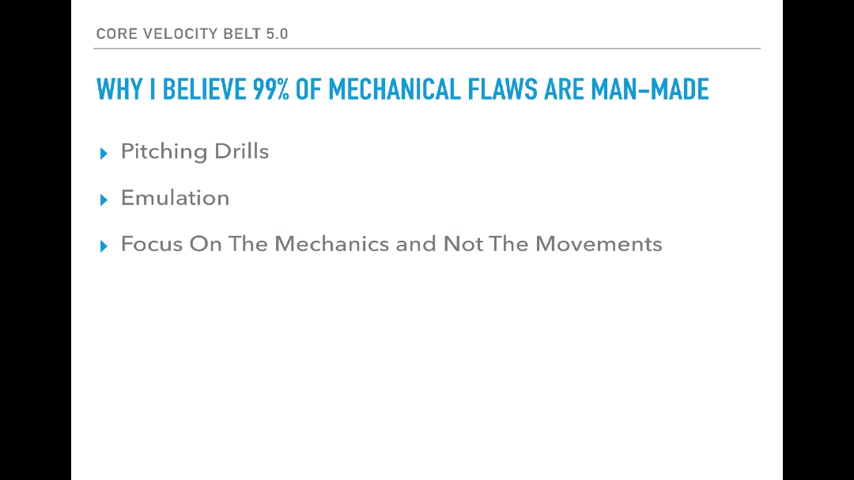 CORE VELOCITY BELT 5.0
WHY I BELIEVE 99% OF MECHANICAL FLAWS ARE MAN-MADE
Pitching Drills
Emulation
Focus On The Mechanics and Not The Movements